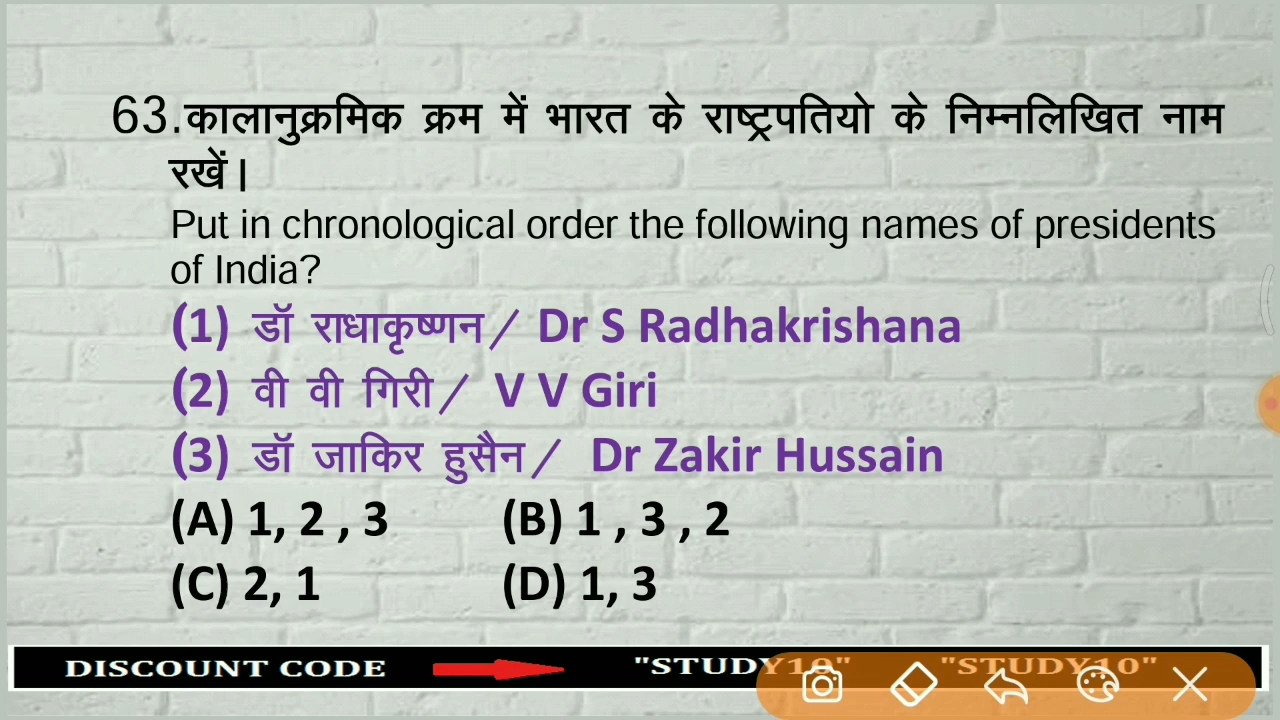 63.कालानुक्रमिक क्रम में भारत के राष्ट्रपतियो के निम्नलिखित नाम
रखें।
Put in chronological order the following names of presidents
of India?
(1) डॉ राधाकृष्णन/ Dr S Radhakrishana
(2) वी वी गिरी/ V V Giri
(3) डॉ जाकिर हुसैन/ Dr Zakir Hussain
(A) 1, 2 , 3 (B) 1 , 3 , 2
(C) 2, 1 (D) 1, 3
DISCOUNT CODE "STUDY10" "STUDY10"